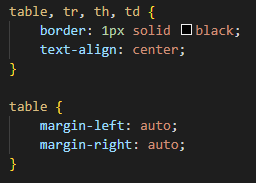 table, tr, th, td {
    border: 1px solid black;
    text-align: center;
}

table {
    margin-left: auto;
    margin-right: auto;
}